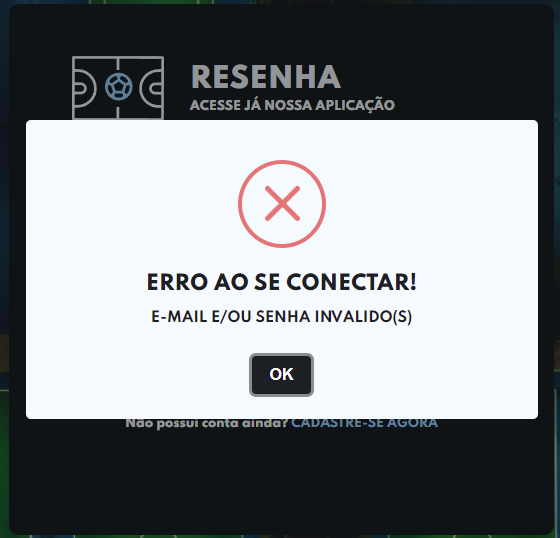 RESENHA
ACESSE JÁ NOSSA APLICAÇÃO
ERRO AO SE CONECTAR!
E-MAIL E/OU SENHA INVALIDO(S)
OK
Não possui conta ainda? CADASTRE-SE AGORA